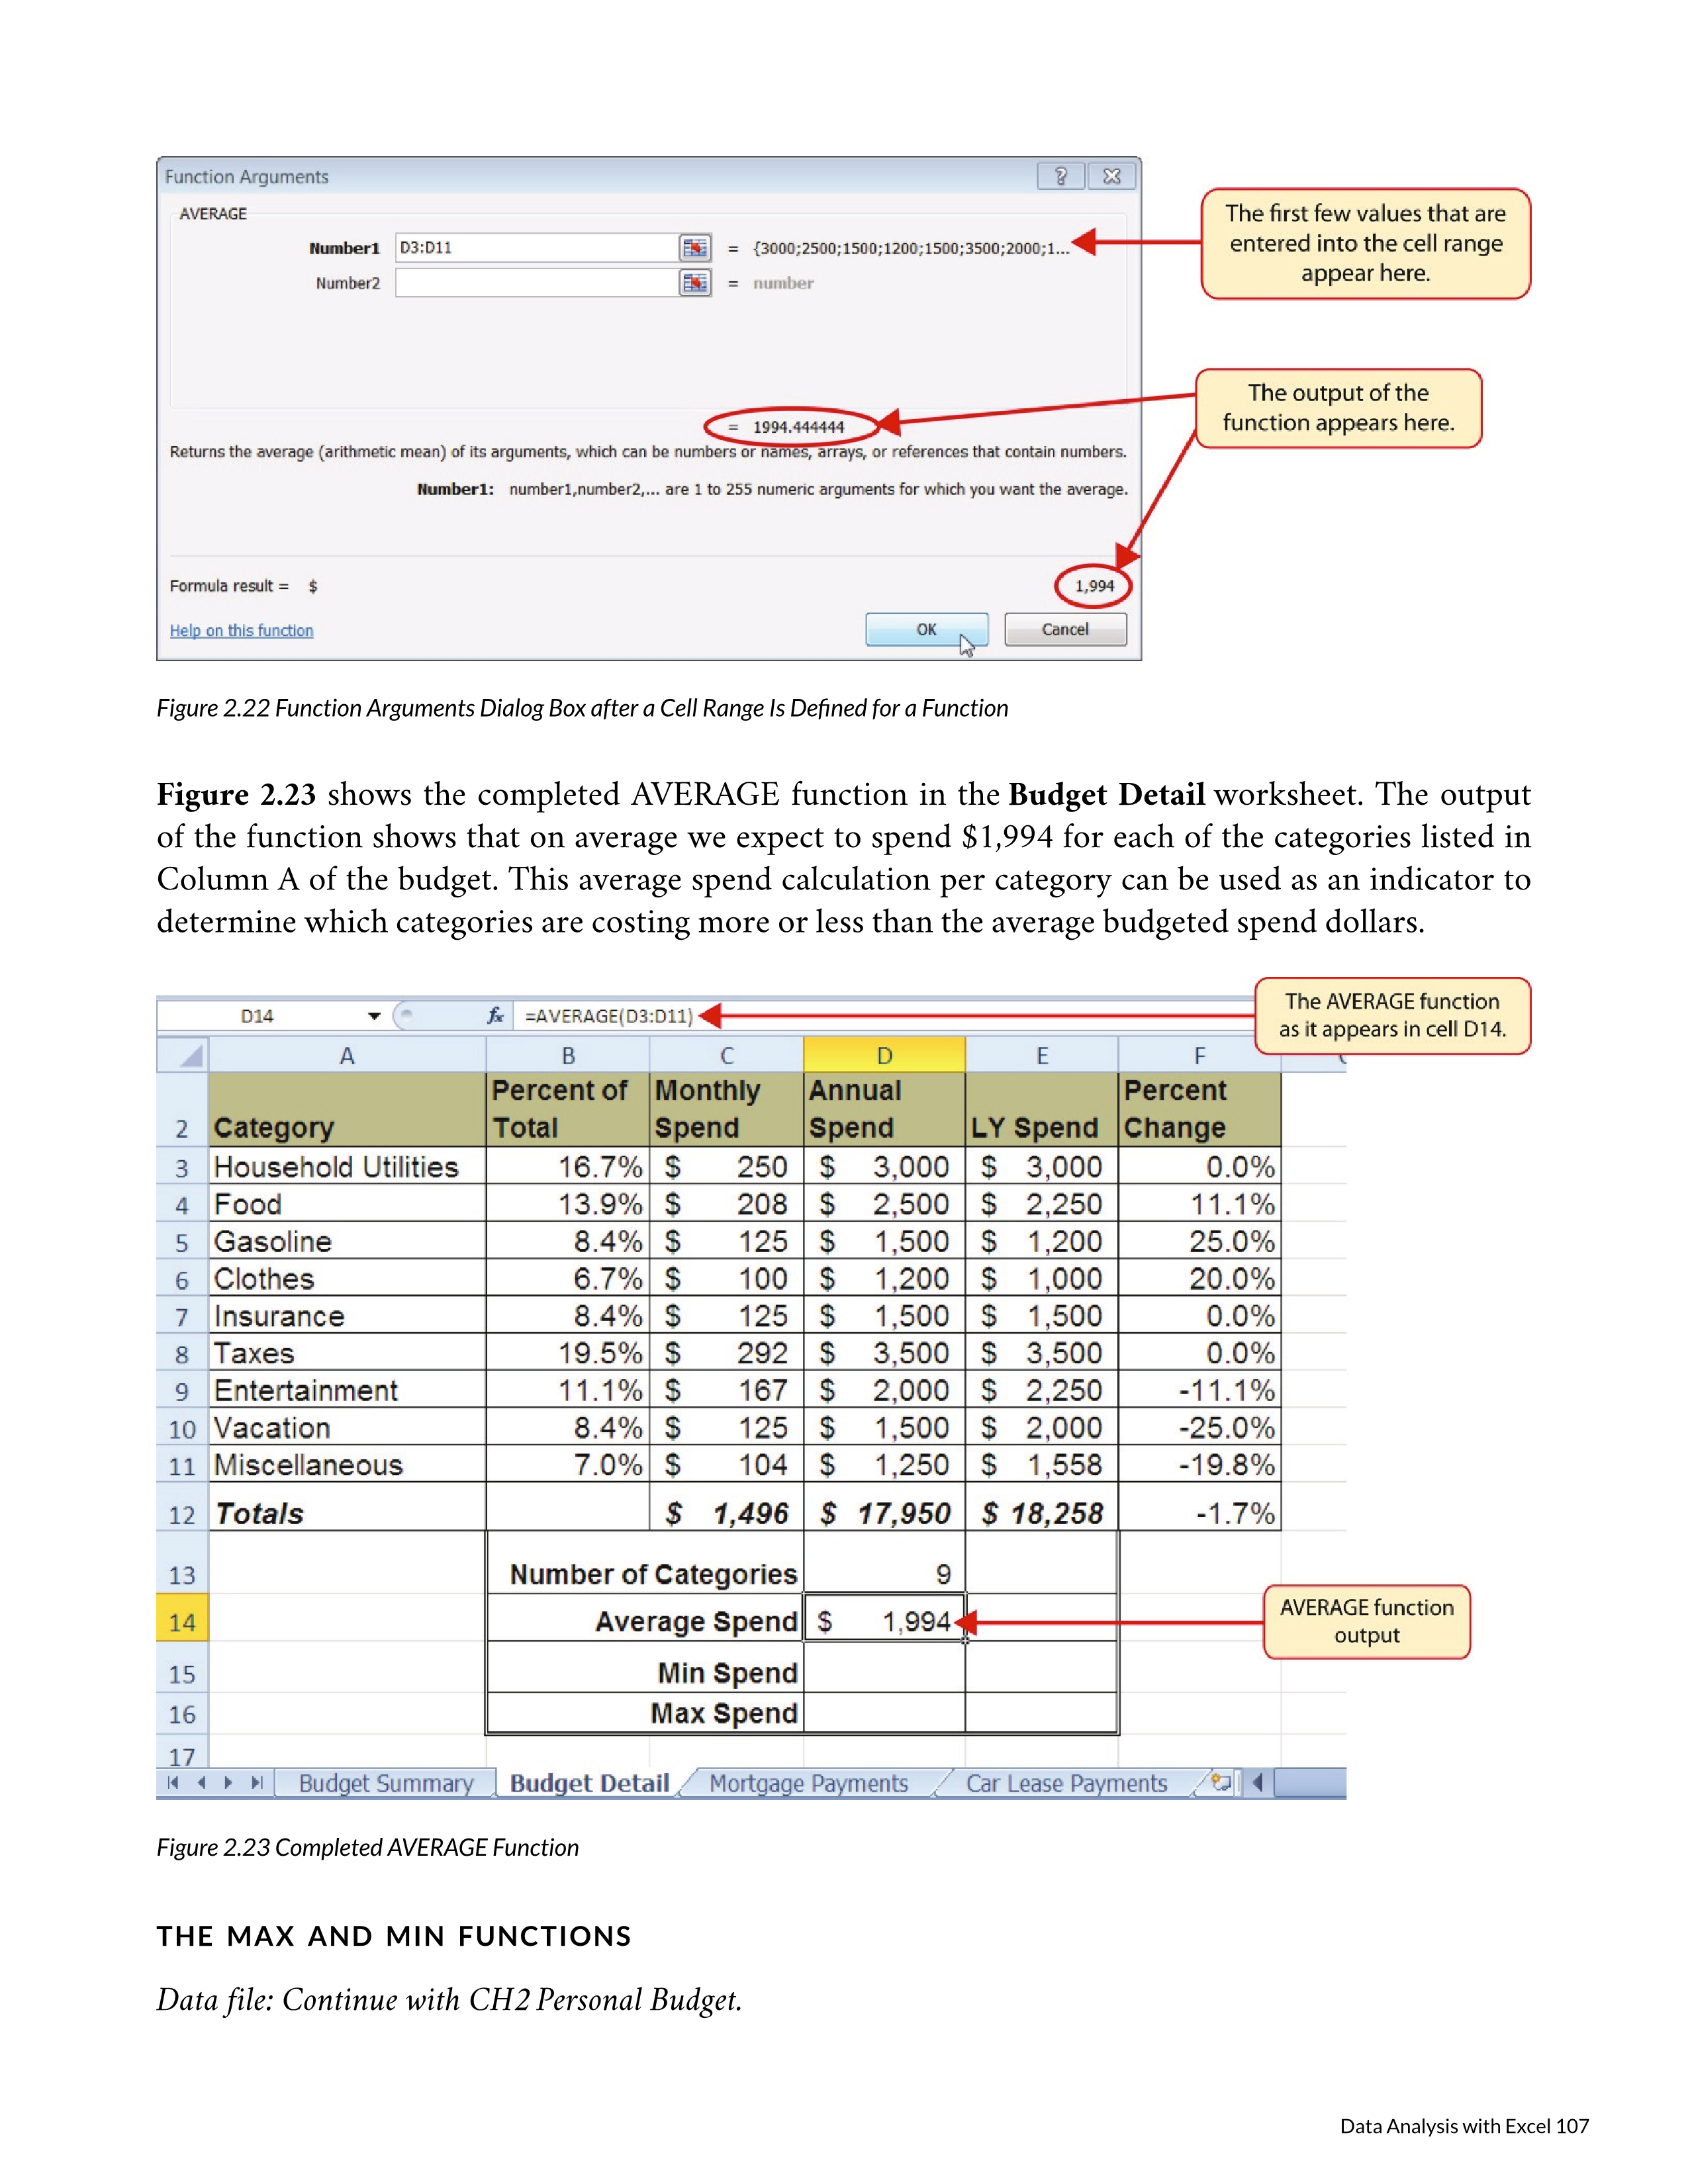 Function Arguments
AVERAGE
Number1 D3:D11 = {3000;2500;1500;1200;1500;3500;2000;1...
Number2 = number
The first few values that are
entered into the cell range
appear here.
The output of the
function appears here.
= 1994.444444
Returns the average (arithmetic mean) of its arguments, which can be numbers or names, arrays, or references that contain numbers.
Number1: number1,number2,... are 1 to 255 numeric arguments for which you want the average.
Formula result = $ 1,994
Help on this function OK Cancel
Figure 2.22 Function Arguments Dialog Box after a Cell Range Is Defined for a Function
Figure 2.23 shows the completed AVERAGE function in the Budget Detail worksheet. The output
of the function shows that on average we expect to spend $1,994 for each of the categories listed in
Column A of the budget. This average spend calculation per category can be used as an indicator to
determine which categories are costing more or less than the average budgeted spend dollars.
D14 fx =AVERAGE(D3:D11)
The AVERAGE function
as it appears in cell D14.
A B C D E F
2 Category Percent of Total Monthly Spend Annual Spend LY Spend Percent Change
3 Household Utilities 16.7% $ 250 $ 3,000 $ 3,000 0.0%
4 Food 13.9% $ 208 $ 2,500 $ 2,250 11.1%
5 Gasoline 8.4% $ 125 $ 1,500 $ 1,200 25.0%
6 Clothes 6.7% $ 100 $ 1,200 $ 1,000 20.0%
7 Insurance 8.4% $ 125 $ 1,500 $ 1,500 0.0%
8 Taxes 19.5% $ 292 $ 3,500 $ 3,500 0.0%
9 Entertainment 11.1% $ 167 $ 2,000 $ 2,250 -11.1%
10 Vacation 8.4% $ 125 $ 1,500 $ 2,000 -25.0%
11 Miscellaneous 7.0% $ 104 $ 1,250 $ 1,558 -19.8%
12 Totals $ 1,496 $ 17,950 $ 18,258 -1.7%
13 Number of Categories 9
14 Average Spend $ 1,994
AVERAGE function
output
15 Min Spend
16 Max Spend
17
Budget Summary Budget Detail Mortgage Payments Car Lease Payments
Figure 2.23 Completed AVERAGE Function
THE MAX AND MIN FUNCTIONS
Data file: Continue with CH2 Personal Budget.
Data Analysis with Excel 107